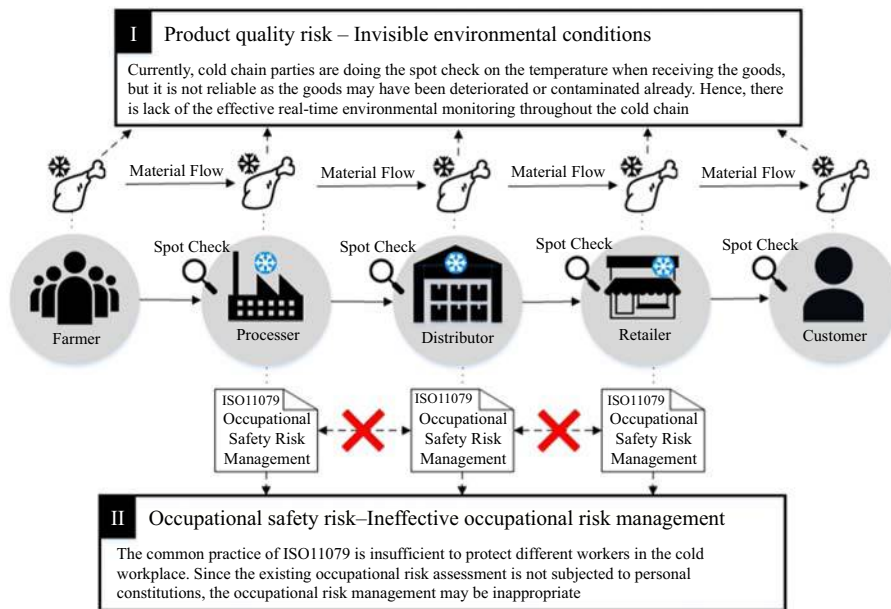 I Product quality risk – Invisible environmental conditions
Currently, cold chain parties are doing the spot check on the temperature when receiving the goods,
but it is not reliable as the goods may have been deteriorated or contaminated already. Hence, there
is lack of the effective real-time environmental monitoring throughout the cold chain
Material Flow
Material Flow
Material Flow
Material Flow
Spot Check
Spot Check
Spot Check
Spot Check
Farmer
Processer
Distributor
Retailer
Customer
ISO11079
Occupational
Safety Risk
Management
ISO11079
Occupational
Safety Risk
Management
ISO11079
Occupational
Safety Risk
Management
II Occupational safety risk–Ineffective occupational risk management
The common practice of ISO11079 is insufficient to protect different workers in the cold
workplace. Since the existing occupational risk assessment is not subjected to personal
constitutions, the occupational risk management may be inappropriate